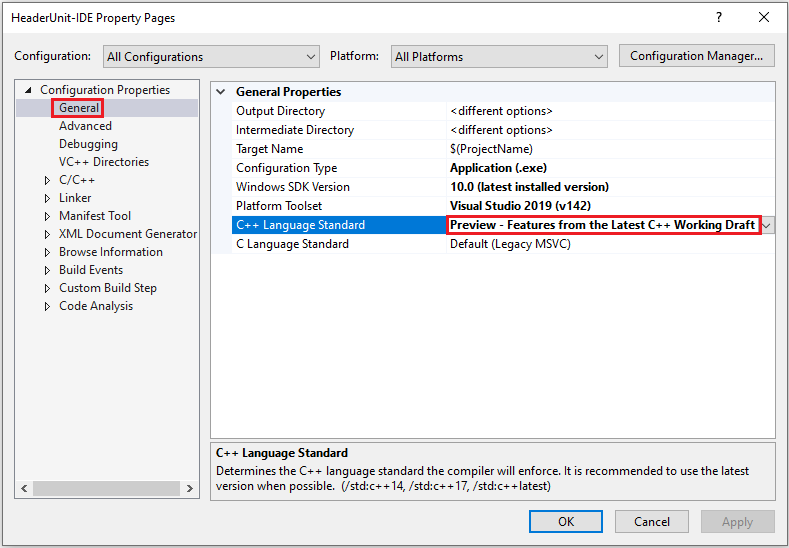 HeaderUnit-IDE Property Pages
?
Configuration: All Configurations Platform: All Platforms Configuration Manager...
Configuration Properties
General
Advanced
Debugging
VC++ Directories
C/C++
Linker
Manifest Tool
XML Document Generator
Browse Information
Build Events
Custom Build Step
Code Analysis
General Properties
Output Directory <different options>
Intermediate Directory <different options>
Target Name $(ProjectName)
Configuration Type Application (.exe)
Windows SDK Version 10.0 (latest installed version)
Platform Toolset Visual Studio 2019 (v142)
C++ Language Standard Preview - Features from the Latest C++ Working Draft
C Language Standard Default (Legacy MSVC)
C++ Language Standard
Determines the C++ language standard the compiler will enforce. It is recommended to use the latest
version when possible. (/std:c++14, /std:c++17, /std:c++latest)
OK Cancel Apply